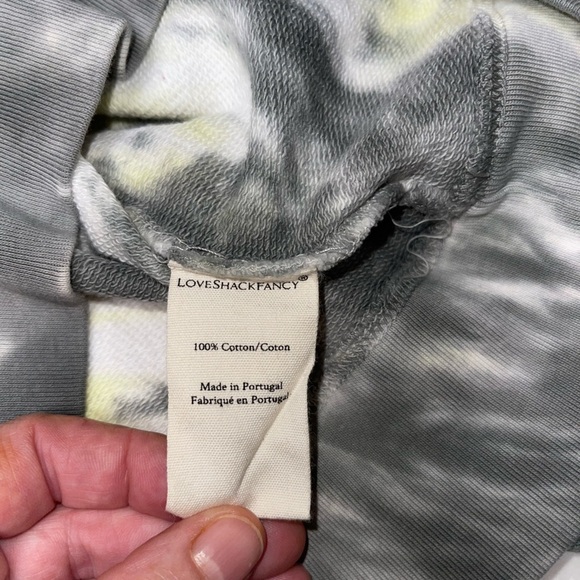 LOVESHACKFANCY®
100% Cotton/Coton
Made in Portugal
Fabriqué en Portugal